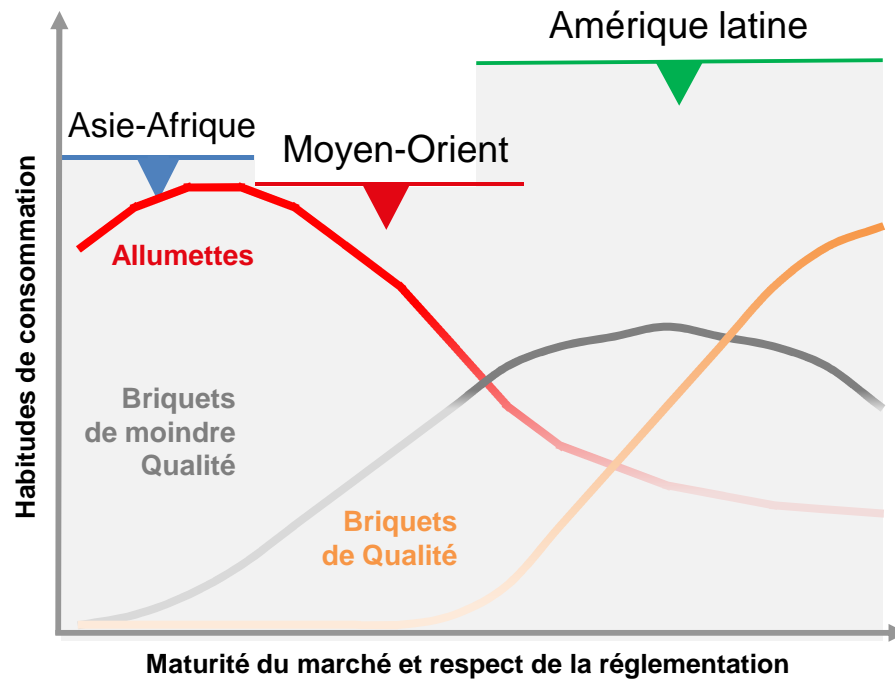 Amérique latine
Asie-Afrique
Moyen-Orient
Allumettes
Briquets
de moindre
Qualité
Briquets
de Qualité
Habitudes de consommation
Maturité du marché et respect de la réglementation